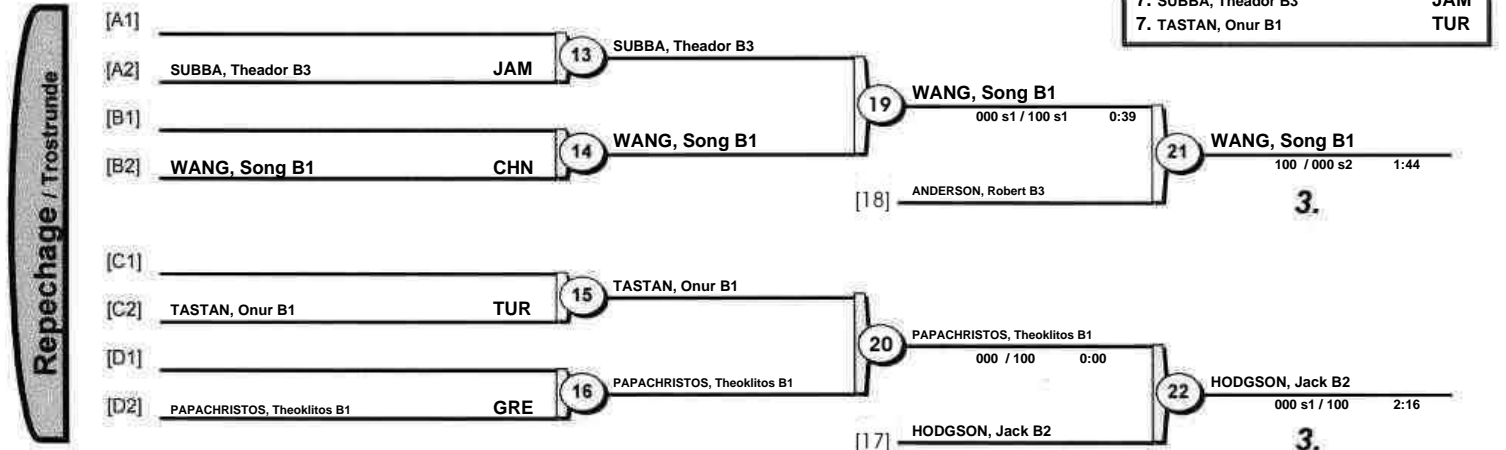 7. SUBBA, Theador B3 JAM
7. TASTAN, Onur B1 TUR
Repechage / Trostrunde
[A1]
[A2] SUBBA, Theador B3 JAM
13 SUBBA, Theador B3
[B1]
[B2] WANG, Song B1 CHN
14 WANG, Song B1
19 WANG, Song B1
000 s1 / 100 s1 0:39
[18] ANDERSON, Robert B3
21 WANG, Song B1
100 / 000 s2 1:44
3.
[C1]
[C2] TASTAN, Onur B1 TUR
15 TASTAN, Onur B1
[D1]
[D2] PAPACHRISTOS, Theoklitos B1 GRE
16 PAPACHRISTOS, Theoklitos B1
20 PAPACHRISTOS, Theoklitos B1
000 / 100 0:00
[17] HODGSON, Jack B2
22 HODGSON, Jack B2
000 s1 / 100 2:16
3.